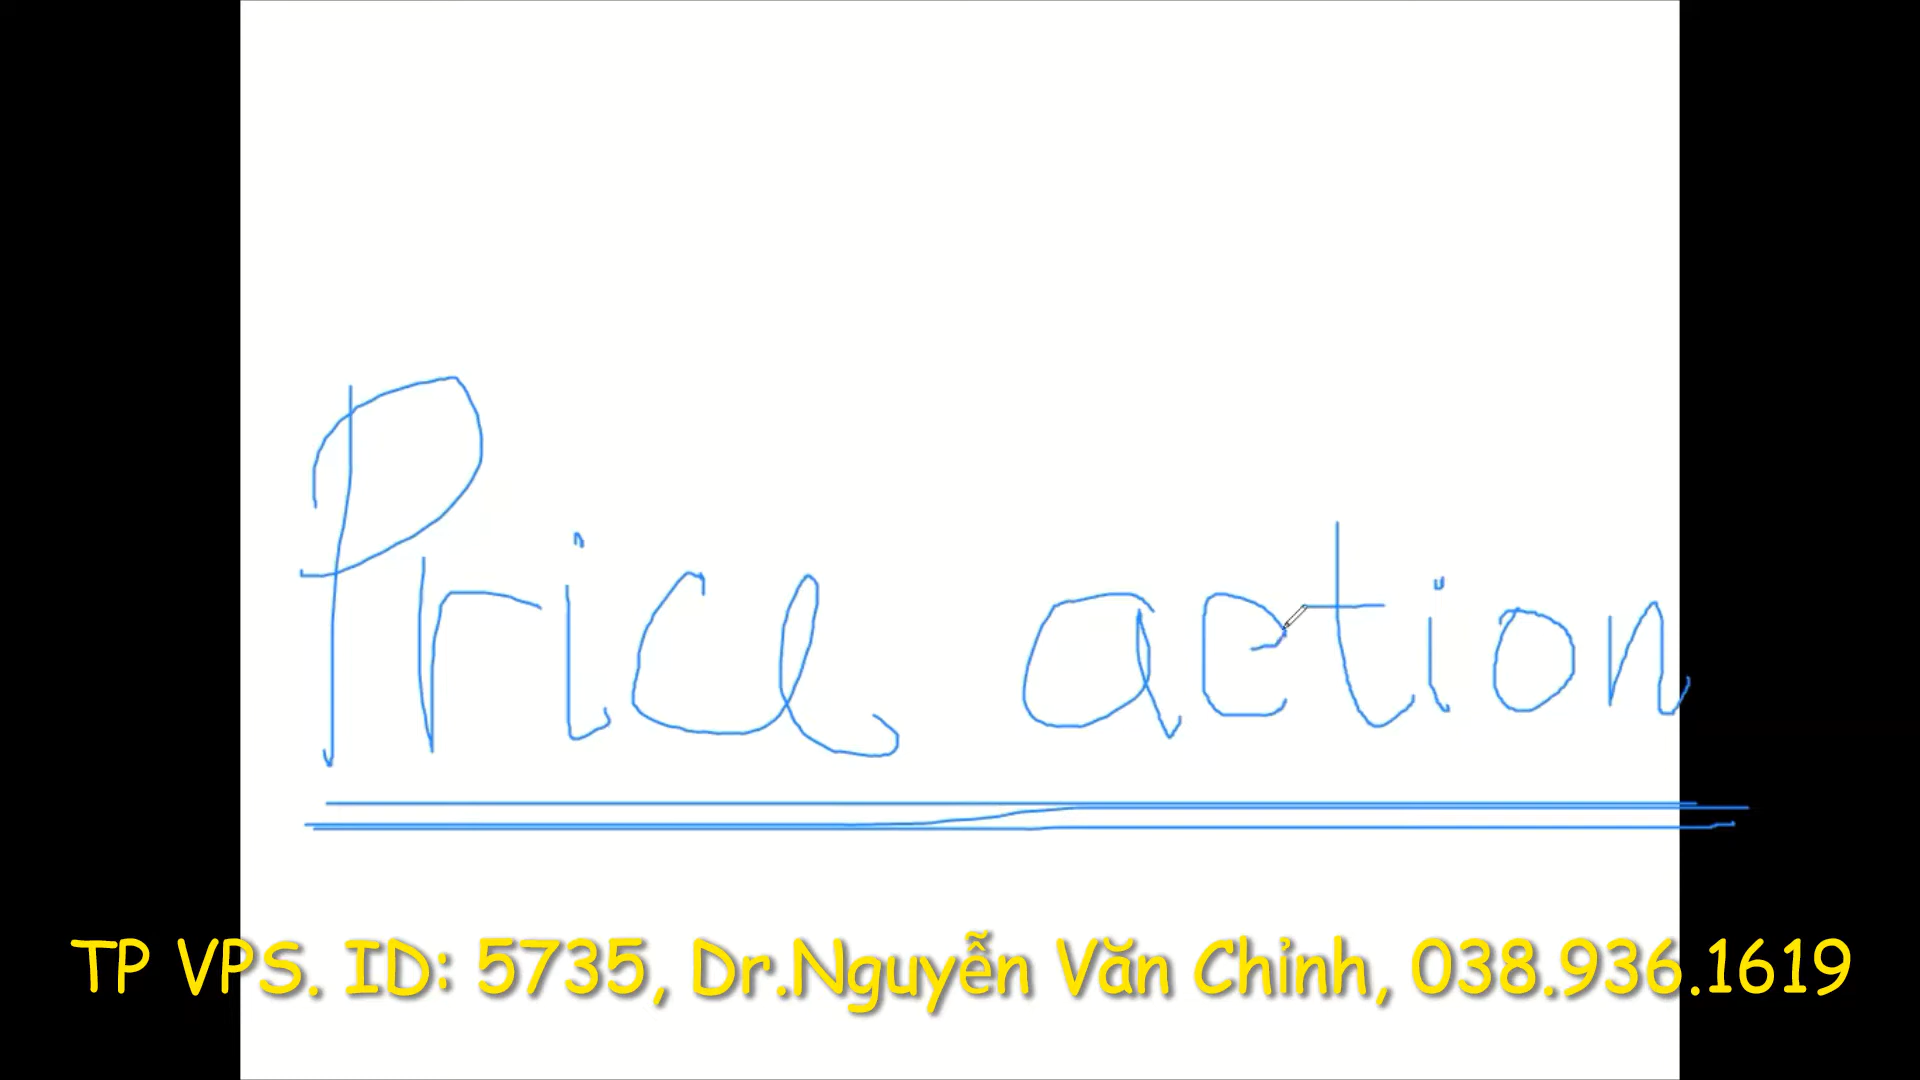 Price action
TP VPS. ID: 5735, Dr.Nguyễn Văn Chỉnh, 038.936.1619